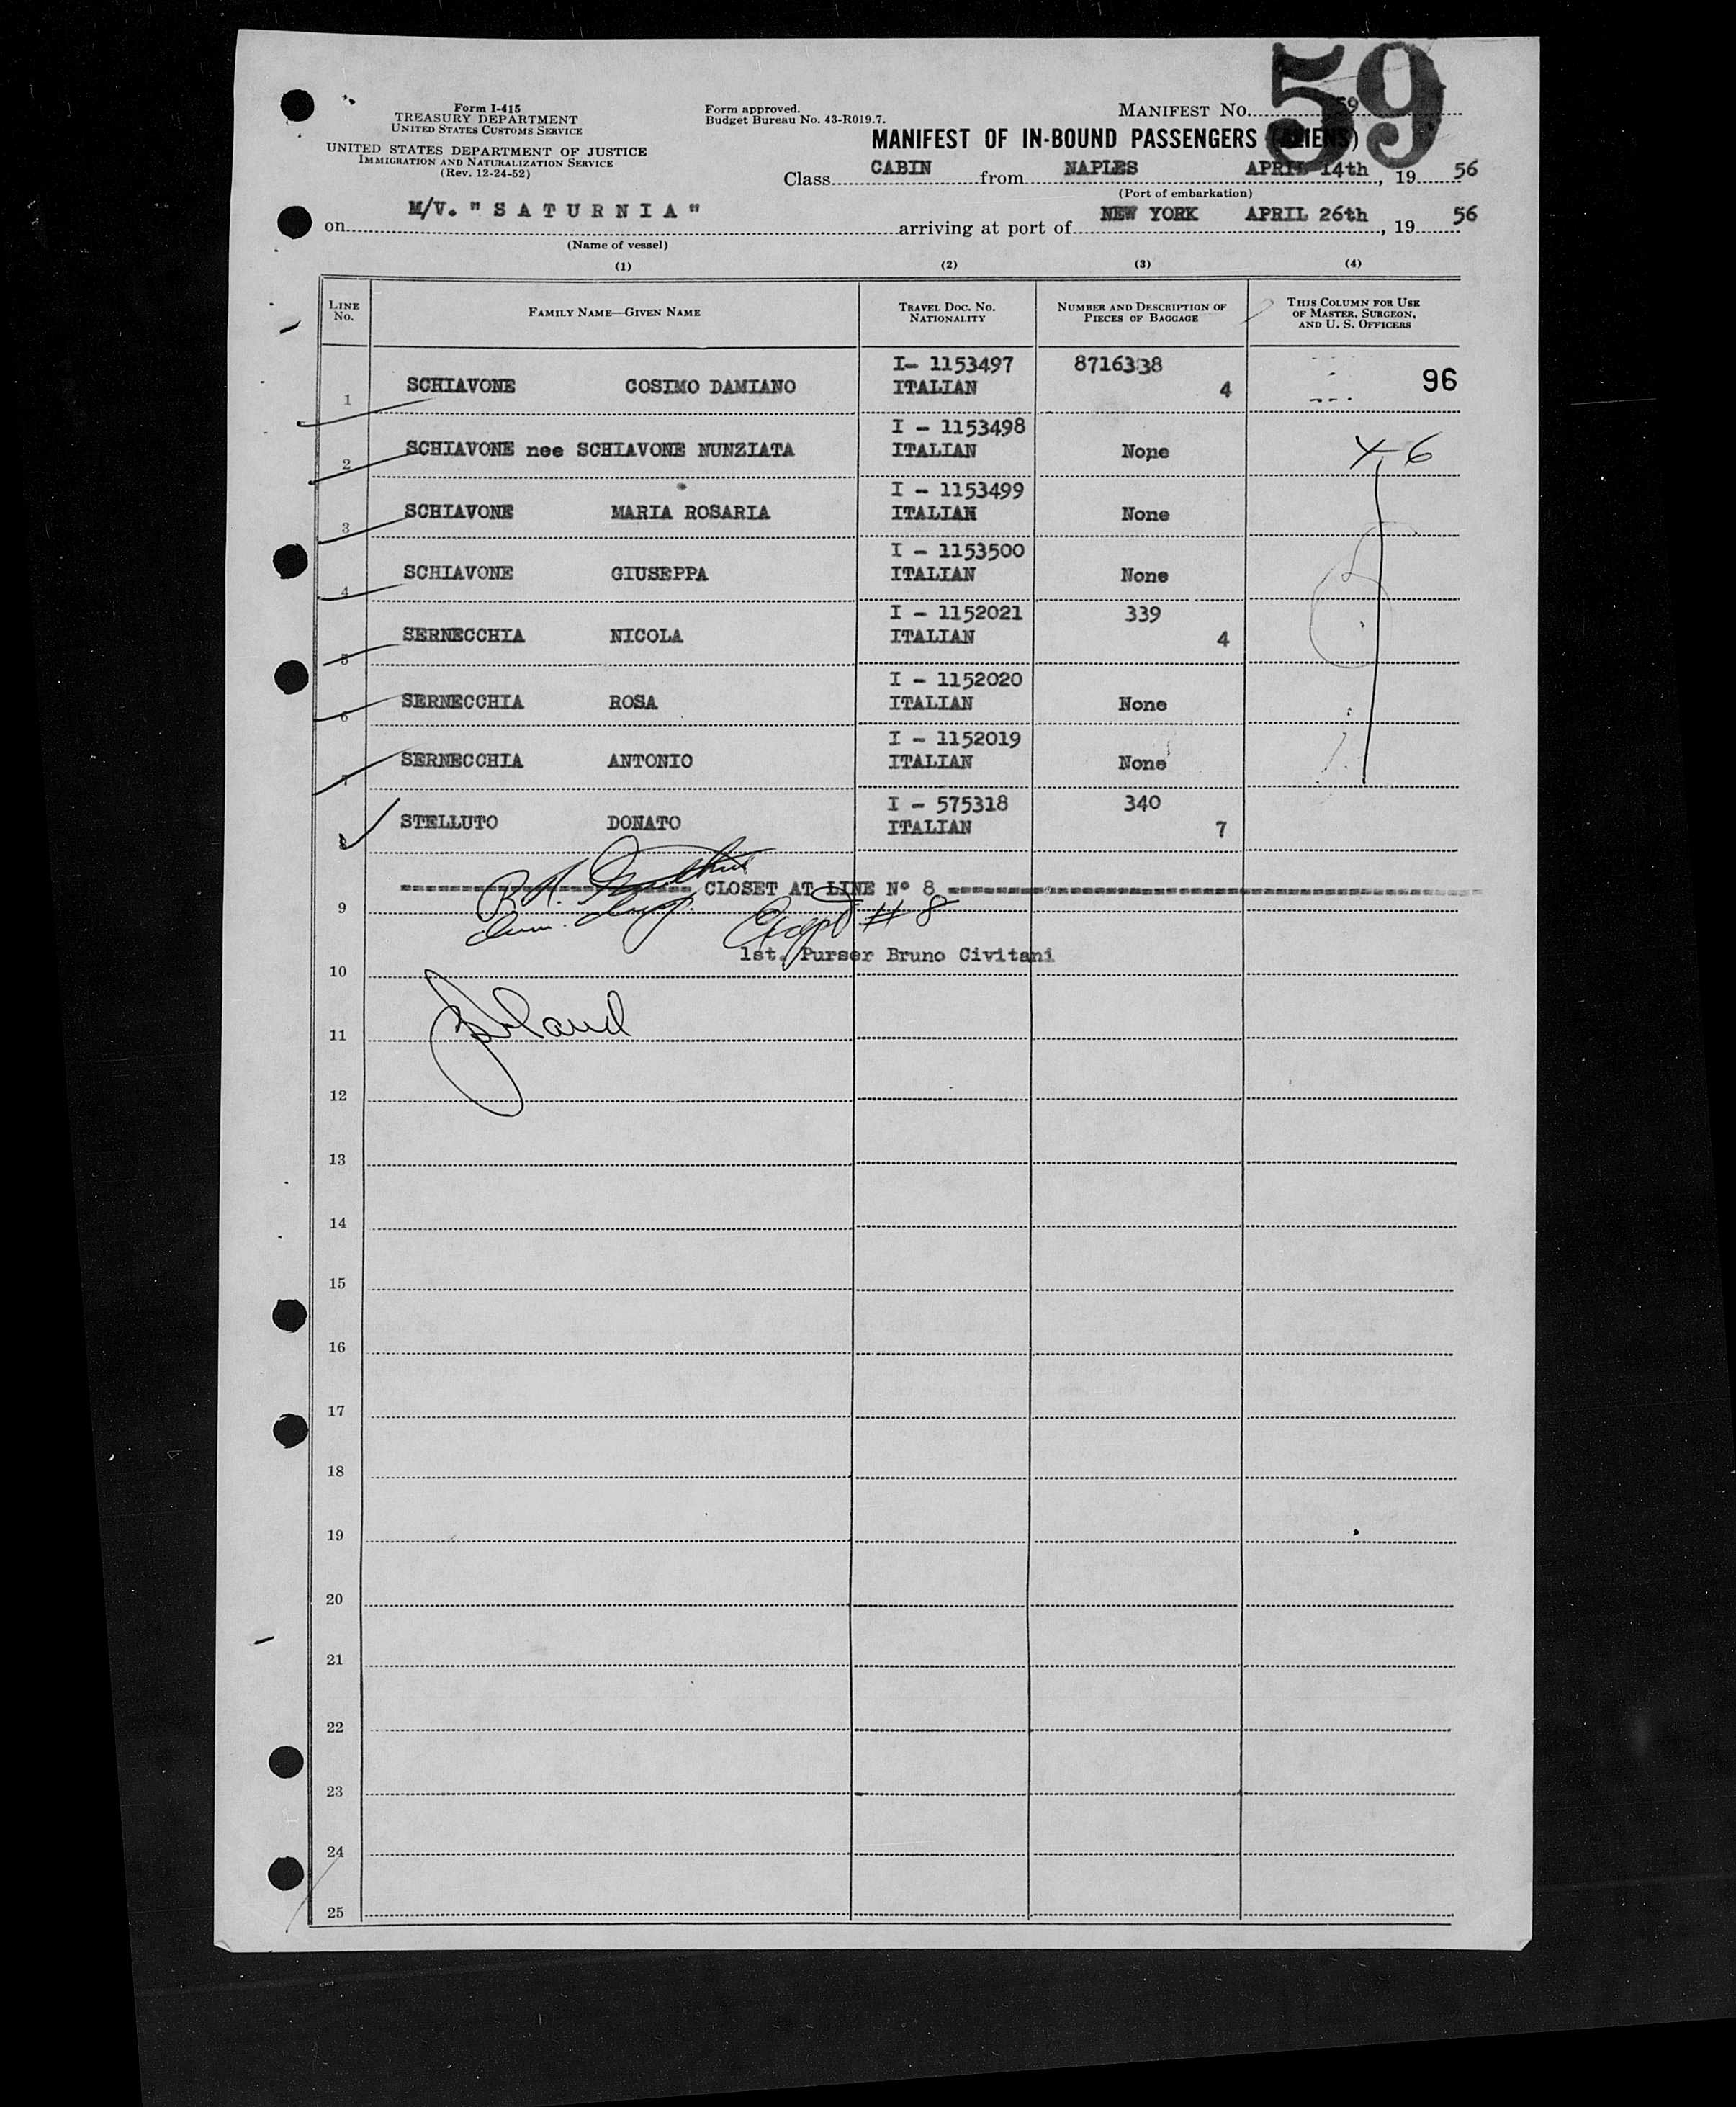 59
Form I-415
TREASURY DEPARTMENT
UNITED STATES CUSTOMS SERVICE
UNITED STATES DEPARTMENT OF JUSTICE
IMMIGRATION AND NATURALIZATION SERVICE
(Rev. 12-24-52)
Form approved.
Budget Bureau No. 43-R019.7.
MANIFEST No. 59
MANIFEST OF IN-BOUND PASSENGERS (ALIENS)
Class CABIN from NAPLES APRIL 14th, 19 56
(Port of embarkation)
on M/V. "SATURNIA" arriving at port of NEW YORK APRIL 26th, 19 56
(Name of vessel)
(1) (2) (3) (4)
LINE No. FAMILY NAME—GIVEN NAME TRAVEL DOC. NO. NATIONALITY NUMBER AND DESCRIPTION OF PIECES OF BAGGAGE THIS COLUMN FOR USE OF MASTER, SURGEON, AND U. S. OFFICERS
1 SCHIAVONE COSIMO DAMIANO I- 1153497 ITALIAN 8716338 4 96
2 SCHIAVONE nee SCHIAVONE NUNZIATA I - 1153498 ITALIAN None 4-6
3 SCHIAVONE MARIA ROSARIA I - 1153499 ITALIAN None
4 SCHIAVONE GIUSEPPA I - 1153500 ITALIAN None
5 SERNECCHIA NICOLA I - 1152021 ITALIAN 339 4
6 SERNECCHIA ROSA I - 1152020 ITALIAN None
7 SERNECCHIA ANTONIO I - 1152019 ITALIAN None
8 STELLUTO DONATO I - 575318 ITALIAN 340 7
CLOSET AT LINE N° 8
9
Except # 8
1st. Purser Bruno Civitani
10
11
12
13
14
15
16
17
18
19
20
21
22
23
24
25